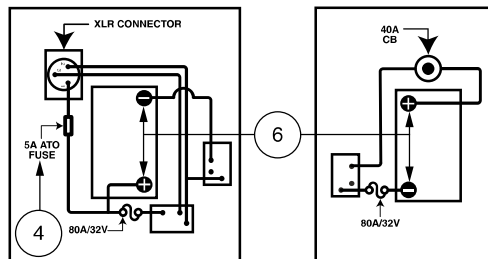 XLR CONNECTOR
40A
CB
5A ATO
FUSE
6
4
80A/32V
80A/32V